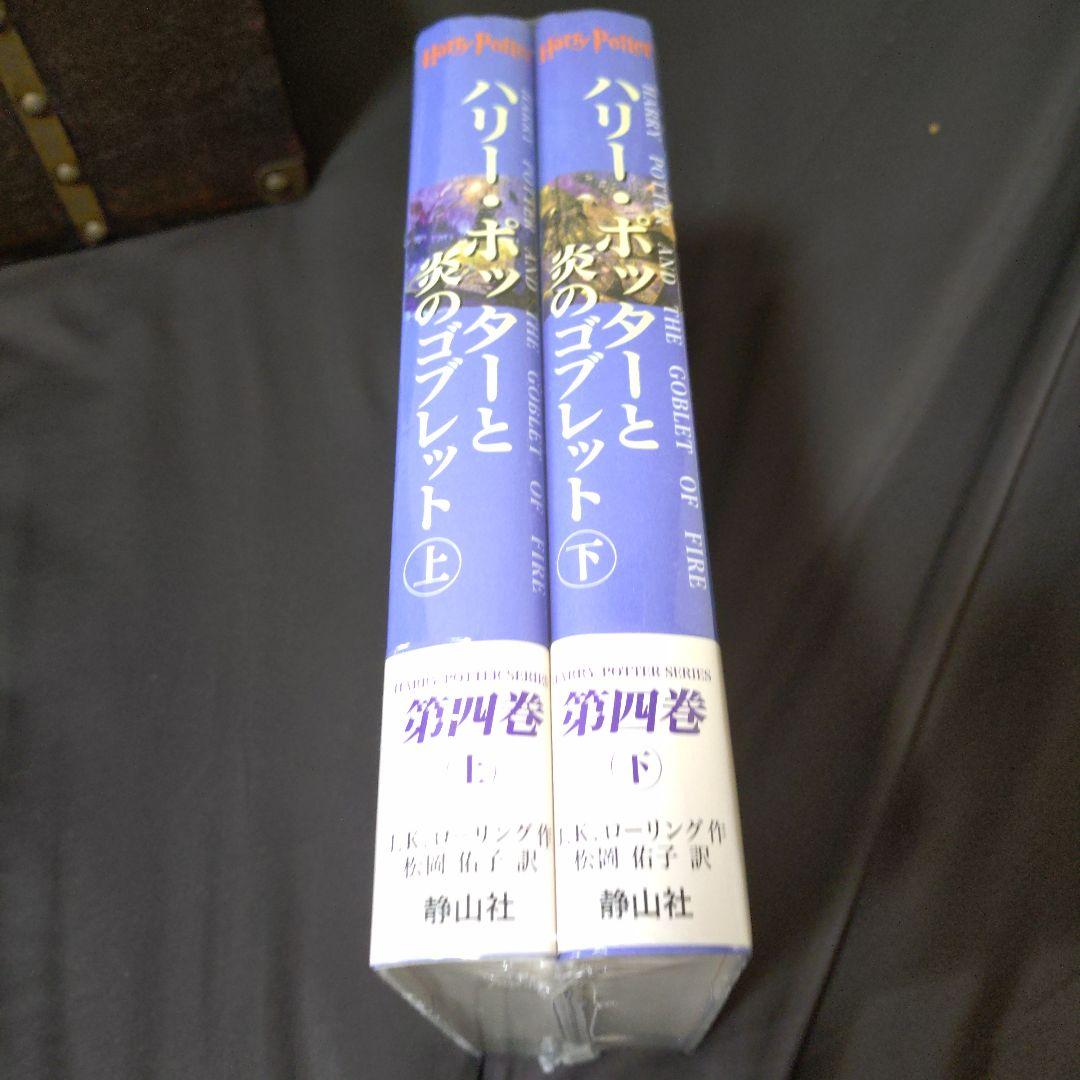 Harry Potter
ハリー・ポッターと
炎のゴブレット 上
HARRY POTTER AND THE GOBLET OF FIRE
HARRY POTTER SERIES
第四巻
(上)
J.K.ローリング作
松岡 佑子 訳
静山社
Harry Potter
ハリー・ポッターと
炎のゴブレット 下
HARRY POTTER AND THE GOBLET OF FIRE
HARRY POTTER SERIES
第四巻
(下)
J.K.ローリング作
松岡 佑子 訳
静山社